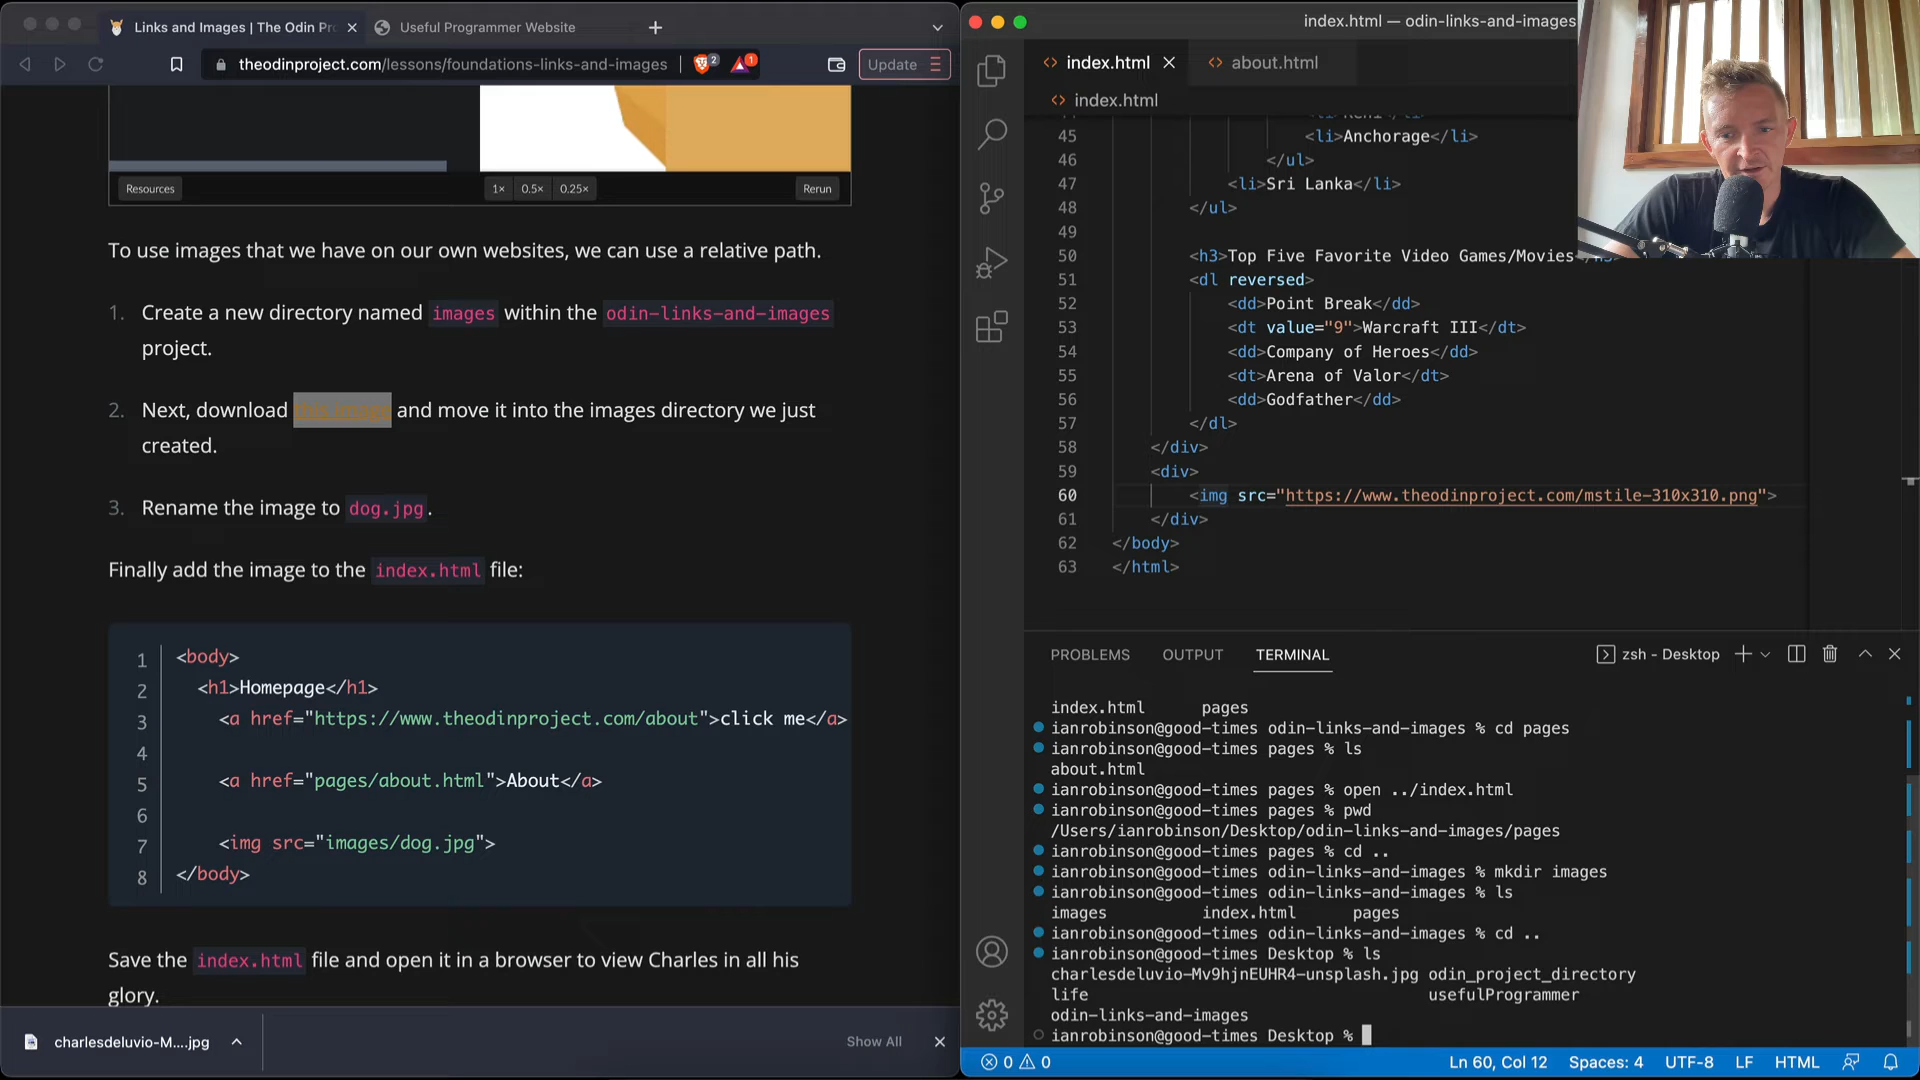 Links and Images | The Odin Pr
Useful Programmer Website
theodinproject.com/lessons/foundations-links-and-images
2
1
Update
Resources
1×
0.5×
0.25×
Rerun
To use images that we have on our own websites, we can use a relative path.
1. Create a new directory named images within the odin-links-and-images
project.
2. Next, download this image and move it into the images directory we just
created.
3. Rename the image to dog.jpg.
Finally add the image to the index.html file:
1 <body>
2 <h1>Homepage</h1>
3 <a href="https://www.theodinproject.com/about">click me</a>
4
5 <a href="pages/about.html">About</a>
6
7 <img src="images/dog.jpg">
8 </body>
Save the index.html file and open it in a browser to view Charles in all his
glory.
charlesdeluvio-M....jpg
Show All
index.html — odin-links-and-images
index.html
about.html
index.html
45 <li>Anchorage</li>
46 </ul>
47 <li>Sri Lanka</li>
48 </ul>
49
50 <h3>Top Five Favorite Video Games/Movies
51 <dl reversed>
52 <dd>Point Break</dd>
53 <dt value="9">Warcraft III</dt>
54 <dd>Company of Heroes</dd>
55 <dt>Arena of Valor</dt>
56 <dd>Godfather</dd>
57 </dl>
58 </div>
59 <div>
60 <img src="https://www.theodinproject.com/mstile-310x310.png">
61 </div>
62 </body>
63 </html>
PROBLEMS
OUTPUT
TERMINAL
zsh - Desktop
index.html pages
ianrobinson@good-times odin-links-and-images % cd pages
ianrobinson@good-times pages % ls
about.html
ianrobinson@good-times pages % open ../index.html
ianrobinson@good-times pages % pwd
/Users/ianrobinson/Desktop/odin-links-and-images/pages
ianrobinson@good-times pages % cd ..
ianrobinson@good-times odin-links-and-images % mkdir images
ianrobinson@good-times odin-links-and-images % ls
images index.html pages
ianrobinson@good-times odin-links-and-images % cd ..
ianrobinson@good-times Desktop % ls
charlesdeluvio-Mv9hjnEUHR4-unsplash.jpg odin_project_directory
life usefulProgrammer
odin-links-and-images
ianrobinson@good-times Desktop %
0 0
Ln 60, Col 12
Spaces: 4
UTF-8
LF
HTML